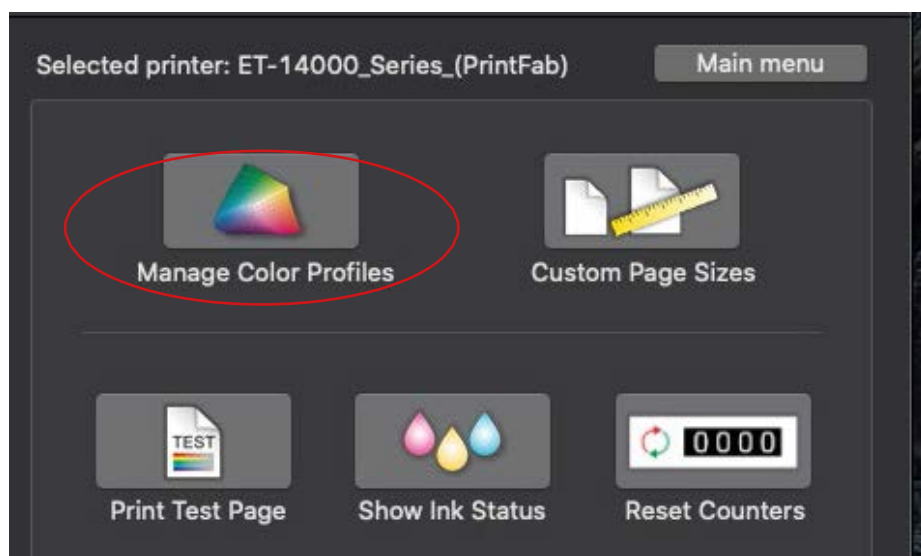 Selected printer: ET-14000_Series_(PrintFab)
Main menu
Manage Color Profiles
Custom Page Sizes
TEST
0000
Print Test Page
Show Ink Status
Reset Counters